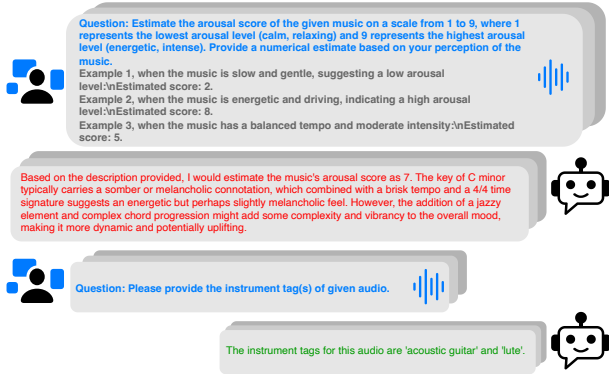 Question: Estimate the arousal score of the given music on a scale from 1 to 9, where 1
represents the lowest arousal level (calm, relaxing) and 9 represents the highest arousal
level (energetic, intense). Provide a numerical estimate based on your perception of the
music.
Example 1, when the music is slow and gentle, suggesting a low arousal
level:\nEstimated score: 2.
Example 2, when the music is energetic and driving, indicating a high arousal
level:\nEstimated score: 8.
Example 3, when the music has a balanced tempo and moderate intensity:\nEstimated
score: 5.
Based on the description provided, I would estimate the music's arousal score as 7. The key of C minor
typically carries a somber or melancholic connotation, which combined with a brisk tempo and a 4/4 time
signature suggests an energetic but perhaps slightly melancholic feel. However, the addition of a jazzy
element and complex chord progression might add some complexity and vibrancy to the overall mood,
making it more dynamic and potentially uplifting.
Question: Please provide the instrument tag(s) of given audio.
The instrument tags for this audio are 'acoustic guitar' and 'lute'.